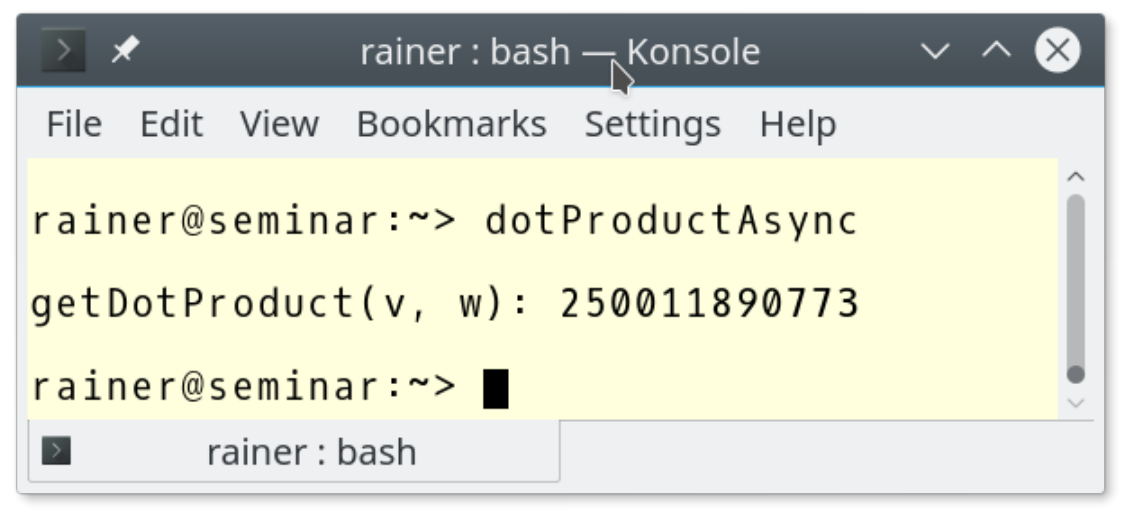 rainer : bash — Konsole
File Edit View Bookmarks Settings Help
rainer@seminar:~> dotProductAsync
getDotProduct(v, w): 250011890773
rainer@seminar:~>
rainer : bash